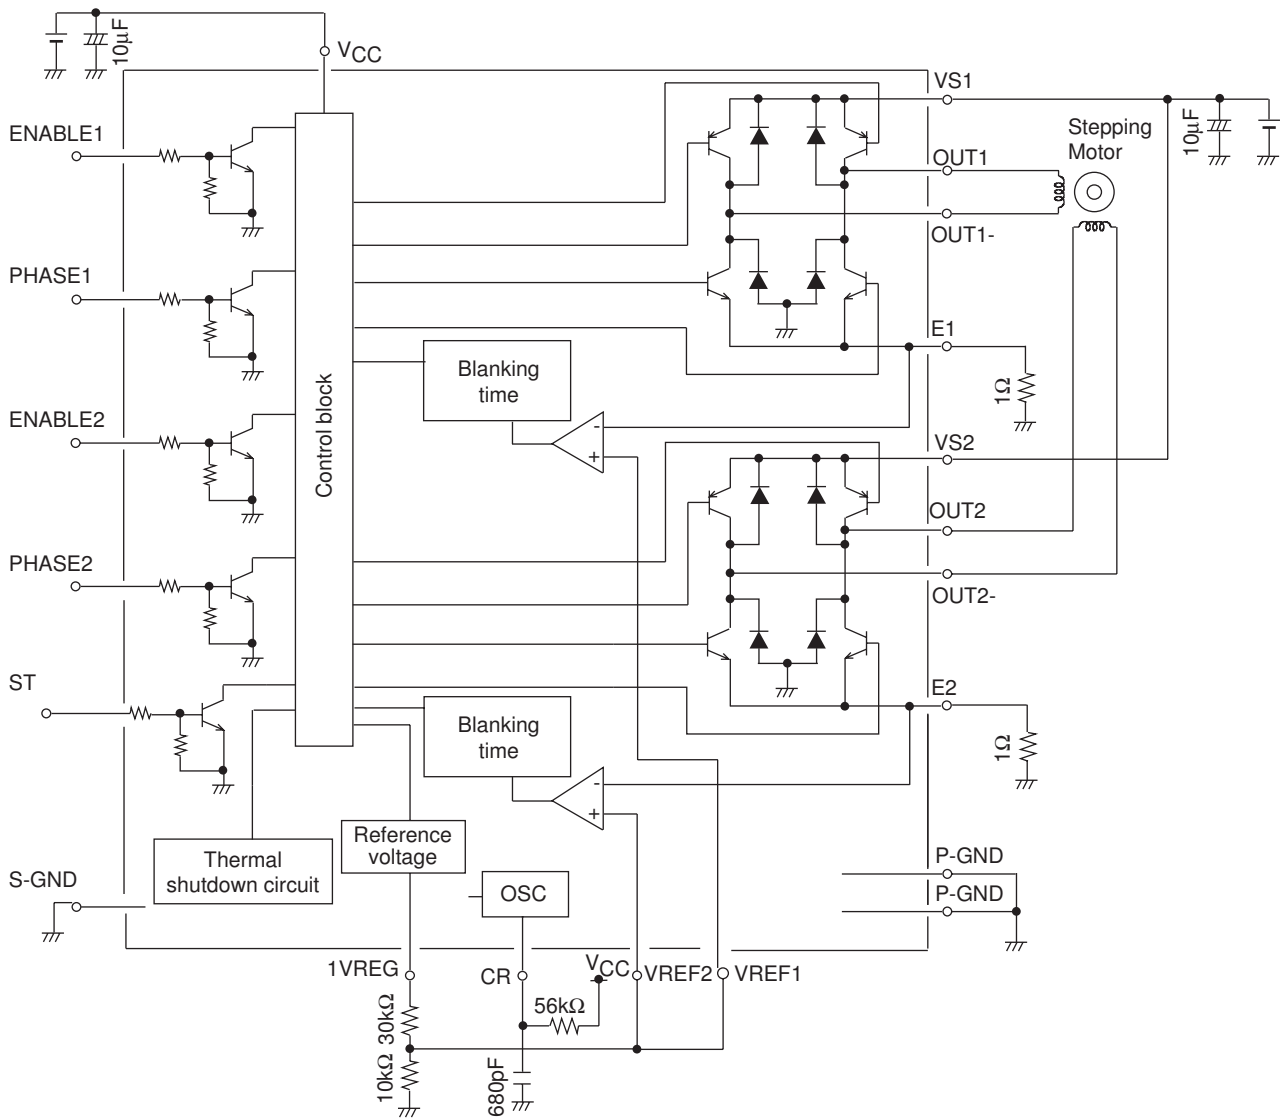 10µF
VCC
VS1
ENABLE1
Stepping
Motor
10µF
OUT1
OUT1-
PHASE1
E1
Blanking
time
1Ω
ENABLE2
-
+
VS2
Control block
OUT2
PHASE2
OUT2-
ST
E2
Blanking
time
1Ω
-
+
Reference
voltage
Thermal
shutdown circuit
P-GND
S-GND
OSC
P-GND
1VREG
CR
VCC
VREF2
VREF1
30kΩ
56kΩ
10kΩ
680pF